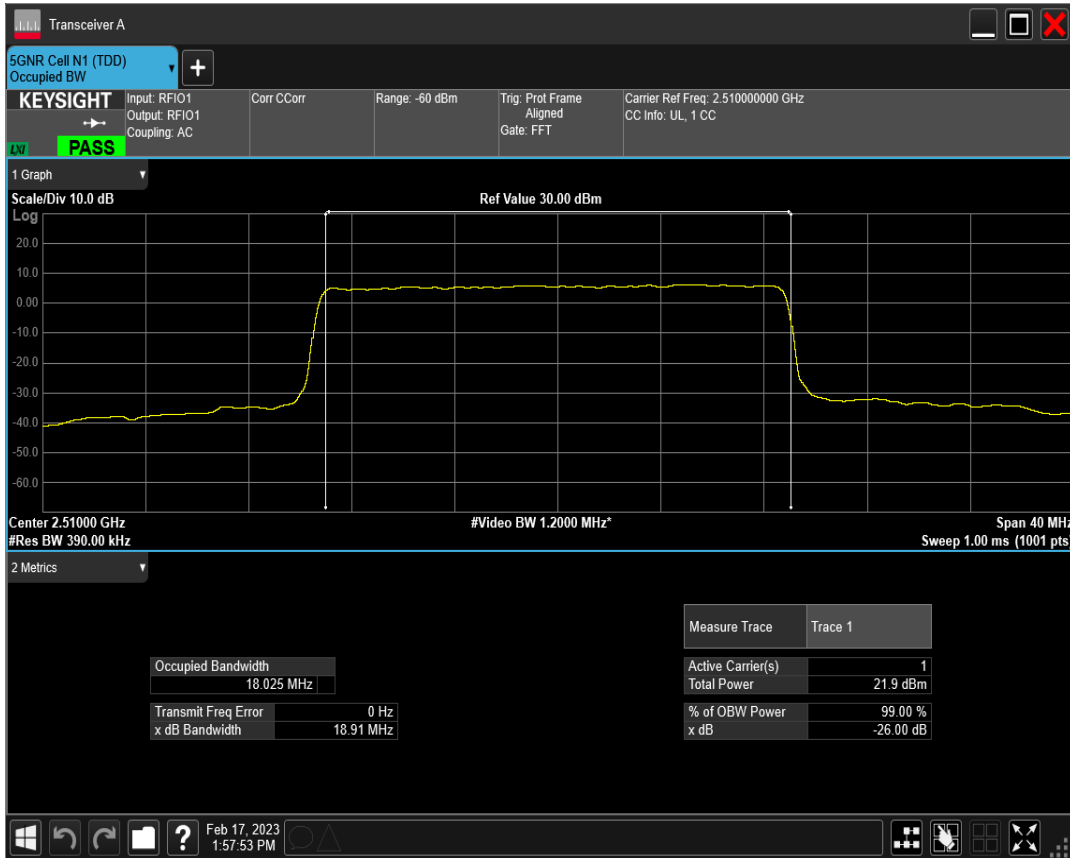 Transceiver A
5GNR Cell N1 (TDD)
Occupied BW
+
KEYSIGHT
LXI
PASS
Input: RFIO1
Output: RFIO1
Coupling: AC
Corr CCorr
Range: -60 dBm
Trig: Prot Frame
Aligned
Gate: FFT
Carrier Ref Freq: 2.510000000 GHz
CC Info: UL, 1 CC
1 Graph
Scale/Div 10.0 dB
Ref Value 30.00 dBm
Log
20.0
10.0
0.00
-10.0
-20.0
-30.0
-40.0
-50.0
-60.0
Center 2.51000 GHz
#Video BW 1.2000 MHz*
Span 40 MHz
#Res BW 390.00 kHz
Sweep 1.00 ms (1001 pts)
2 Metrics
Measure Trace Trace 1
Occupied Bandwidth
18.025 MHz
Active Carrier(s) 1
Total Power 21.9 dBm
Transmit Freq Error 0 Hz
x dB Bandwidth 18.91 MHz
% of OBW Power 99.00 %
x dB -26.00 dB
?
Feb 17, 2023
1:57:53 PM